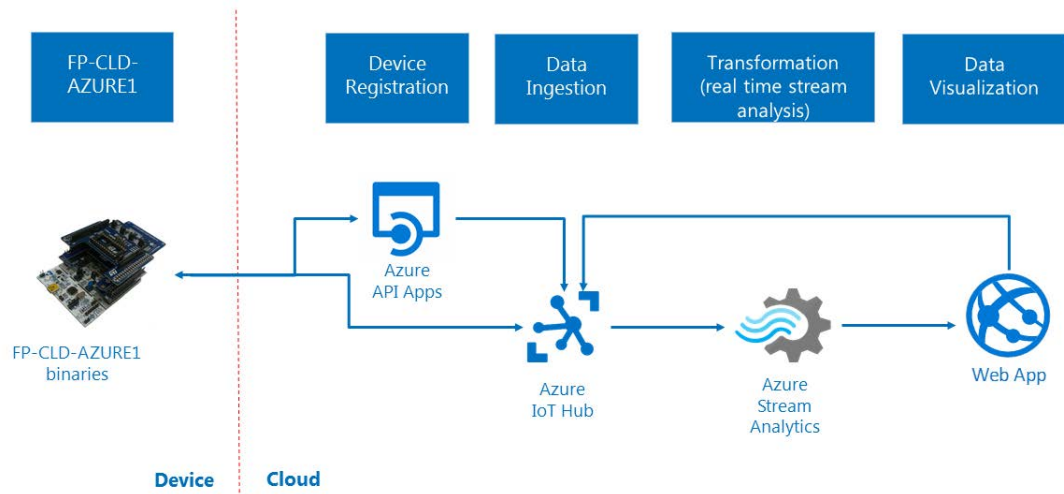 FP-CLD-
AZURE1
Device
Registration
Data
Ingestion
Transformation
(real time stream
analysis)
Data
Visualization
Azure
API Apps
FP-CLD-AZURE1
binaries
Azure
IoT Hub
Azure
Stream
Analytics
Web App
Device
Cloud